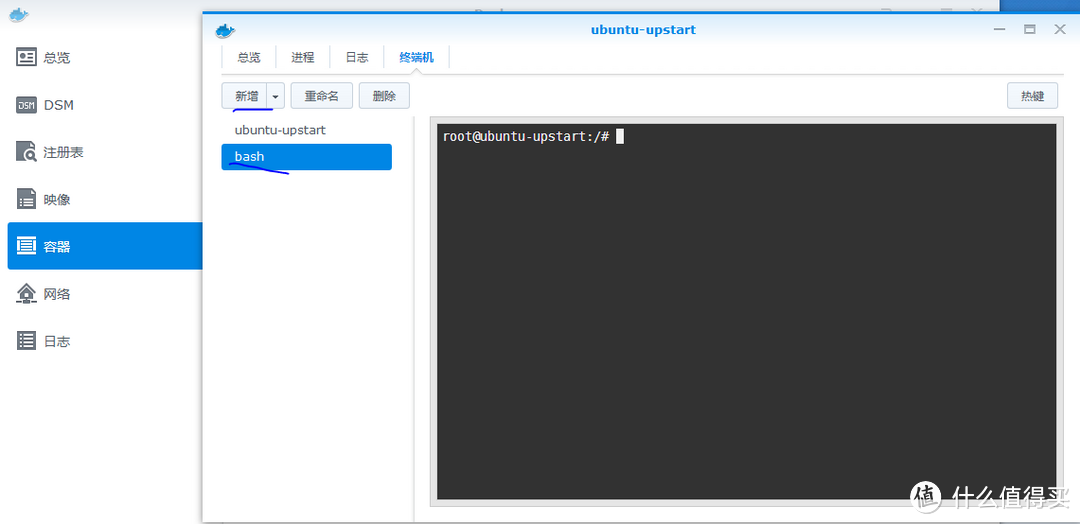 ubuntu-upstart
总览
DSM
DSM
注册表
映像
容器
网络
日志
总览 进程 日志 终端机
新增 重命名 删除 热键
ubuntu-upstart
bash
root@ubuntu-upstart:/#
值 什么值得买